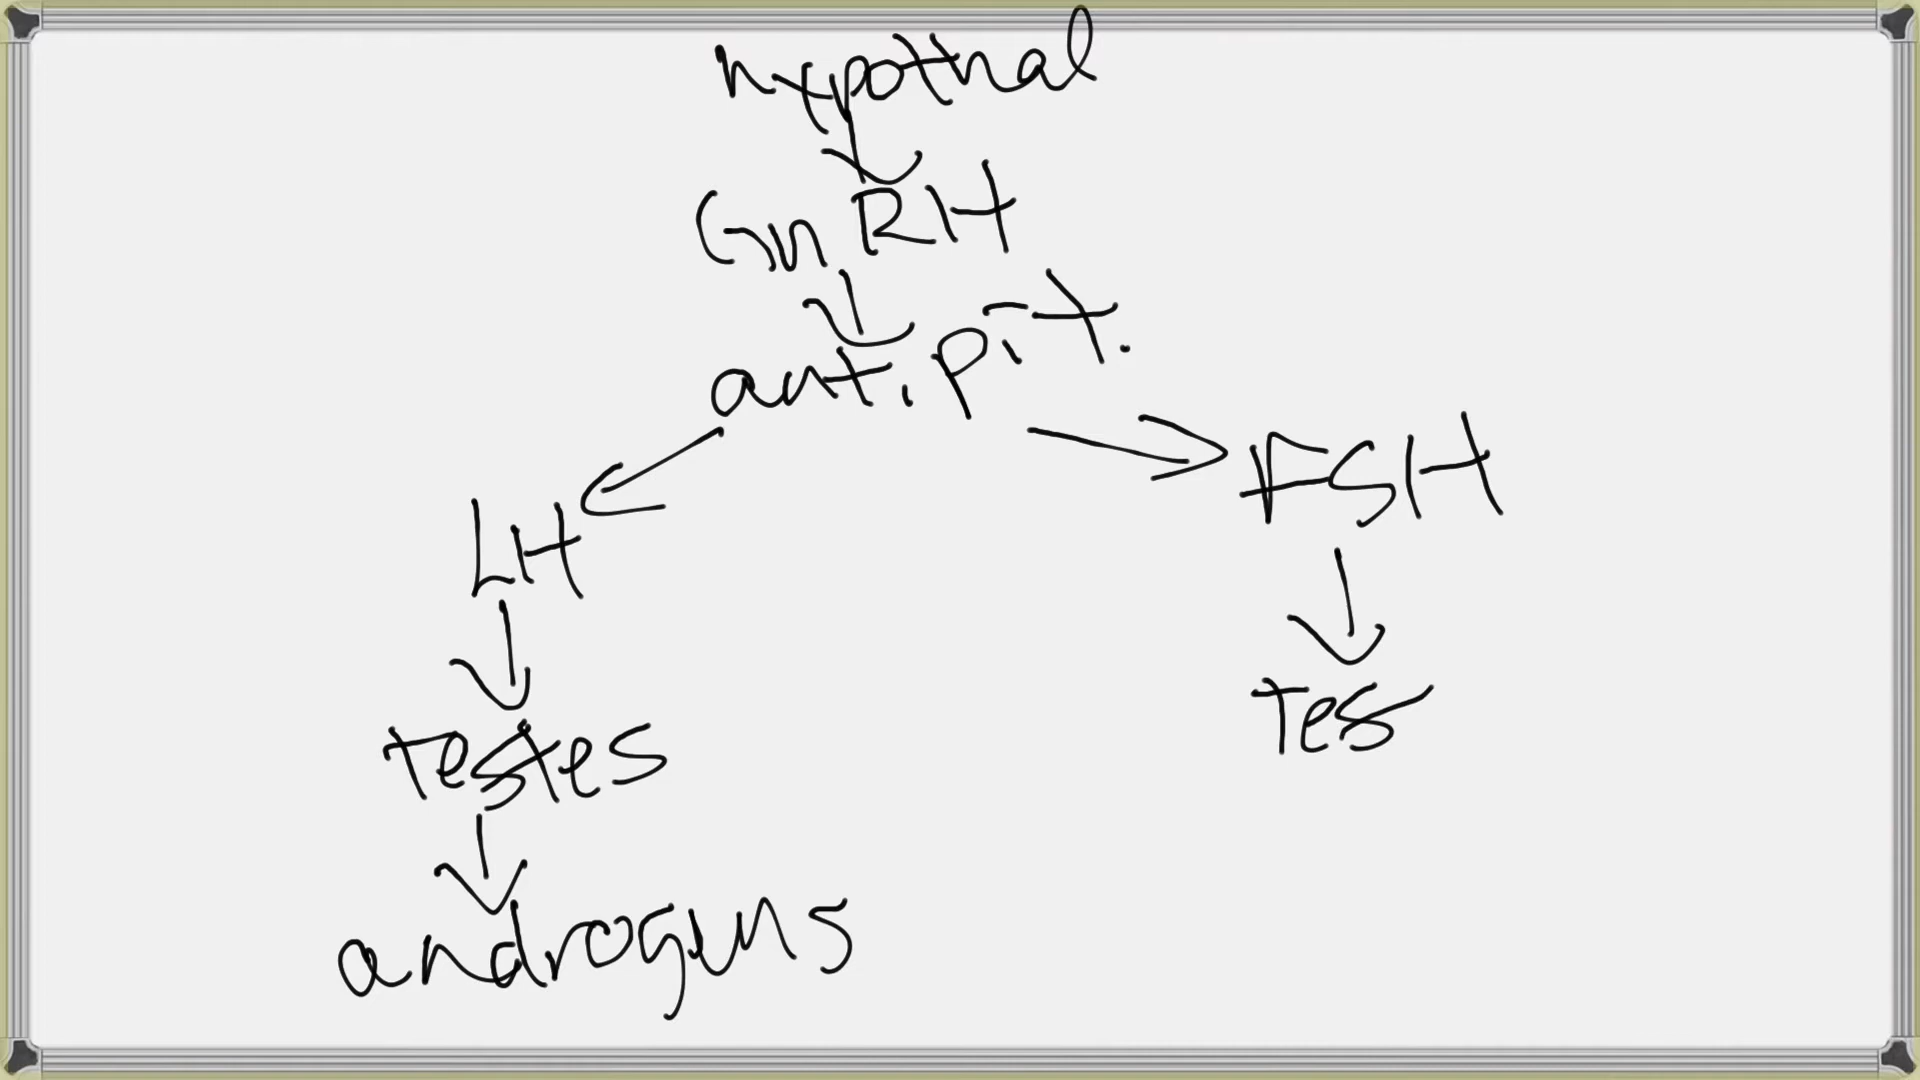 hypothal
GnRH
ant. pit.
LH
FSH
testes
tes
androgens